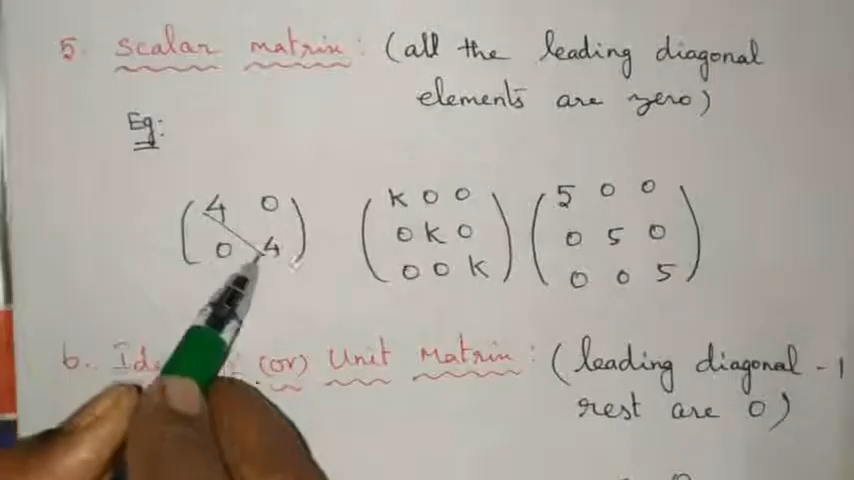 5. Scalar matrix: (all the leading diagonal
elements are zero)
Eg:
4 0
0 4
K 0 0
0 K 0
0 0 K
5 0 0
0 5 0
0 0 5
6. (or) Unit Matrix: (leading diagonal - 1
rest are 0)